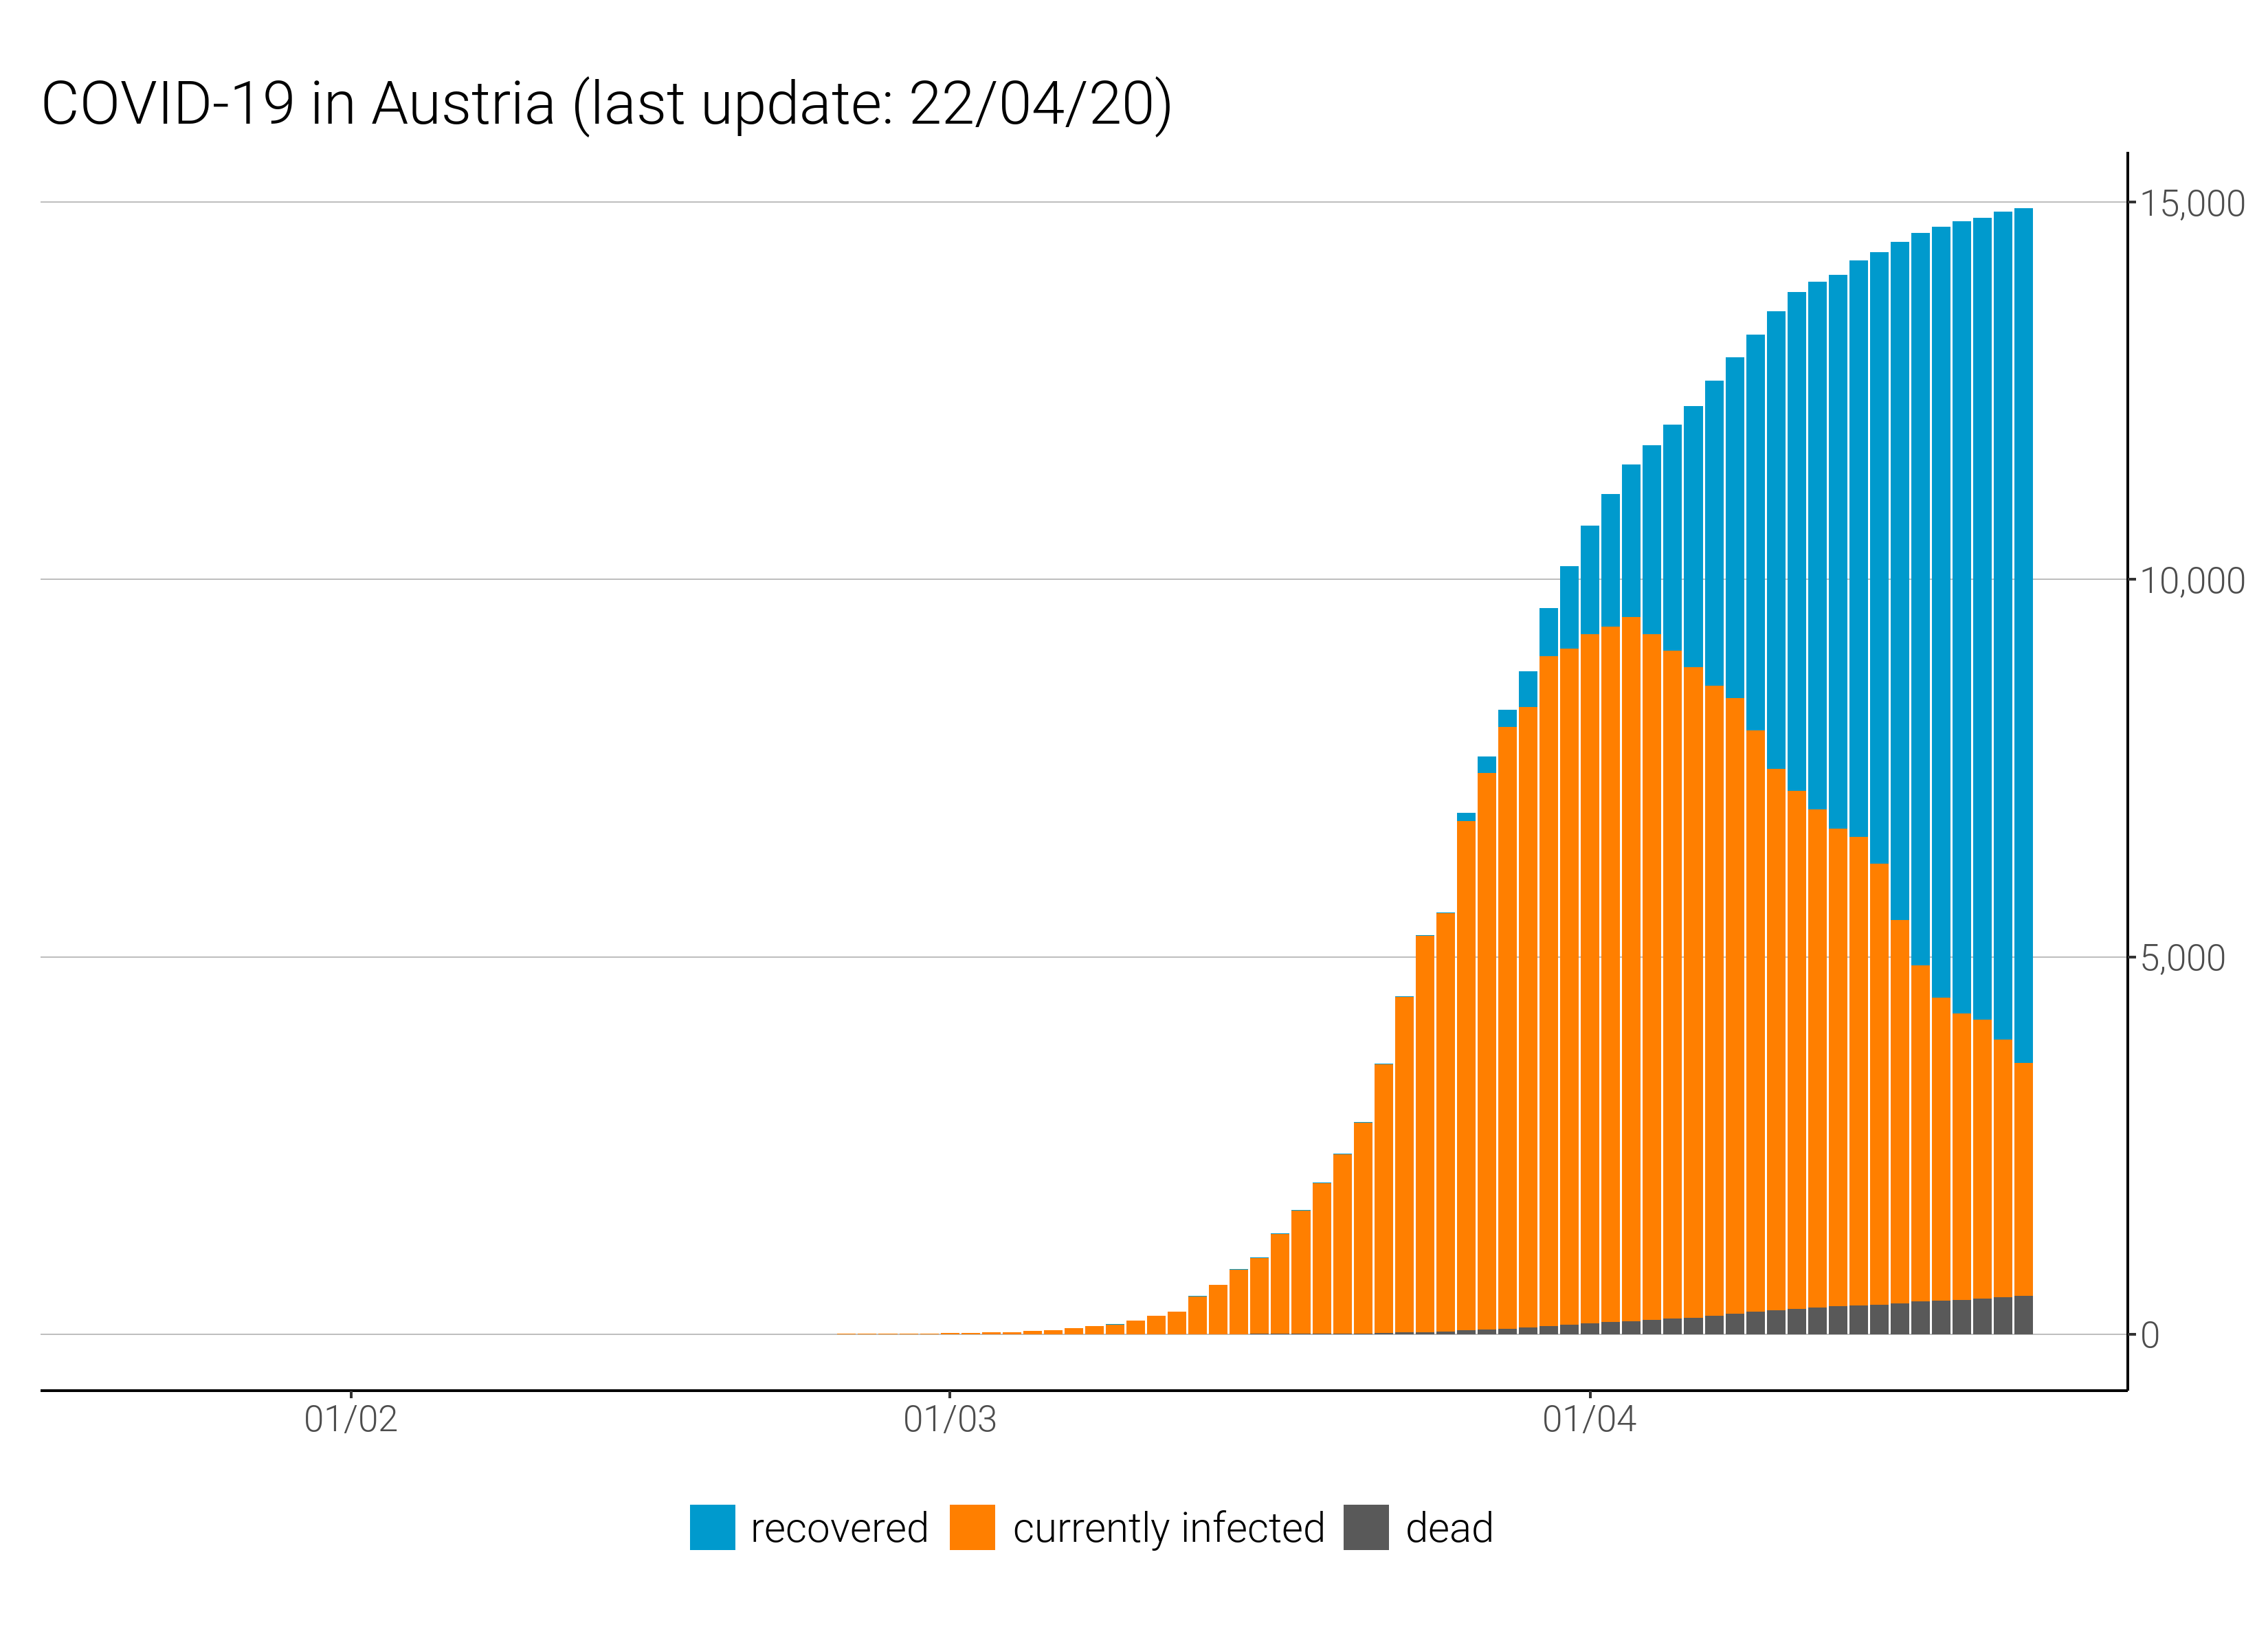 COVID-19 in Austria (last update: 22/04/20)
15,000
10,000
5,000
0
01/02 01/03 01/04
recovered currently infected dead